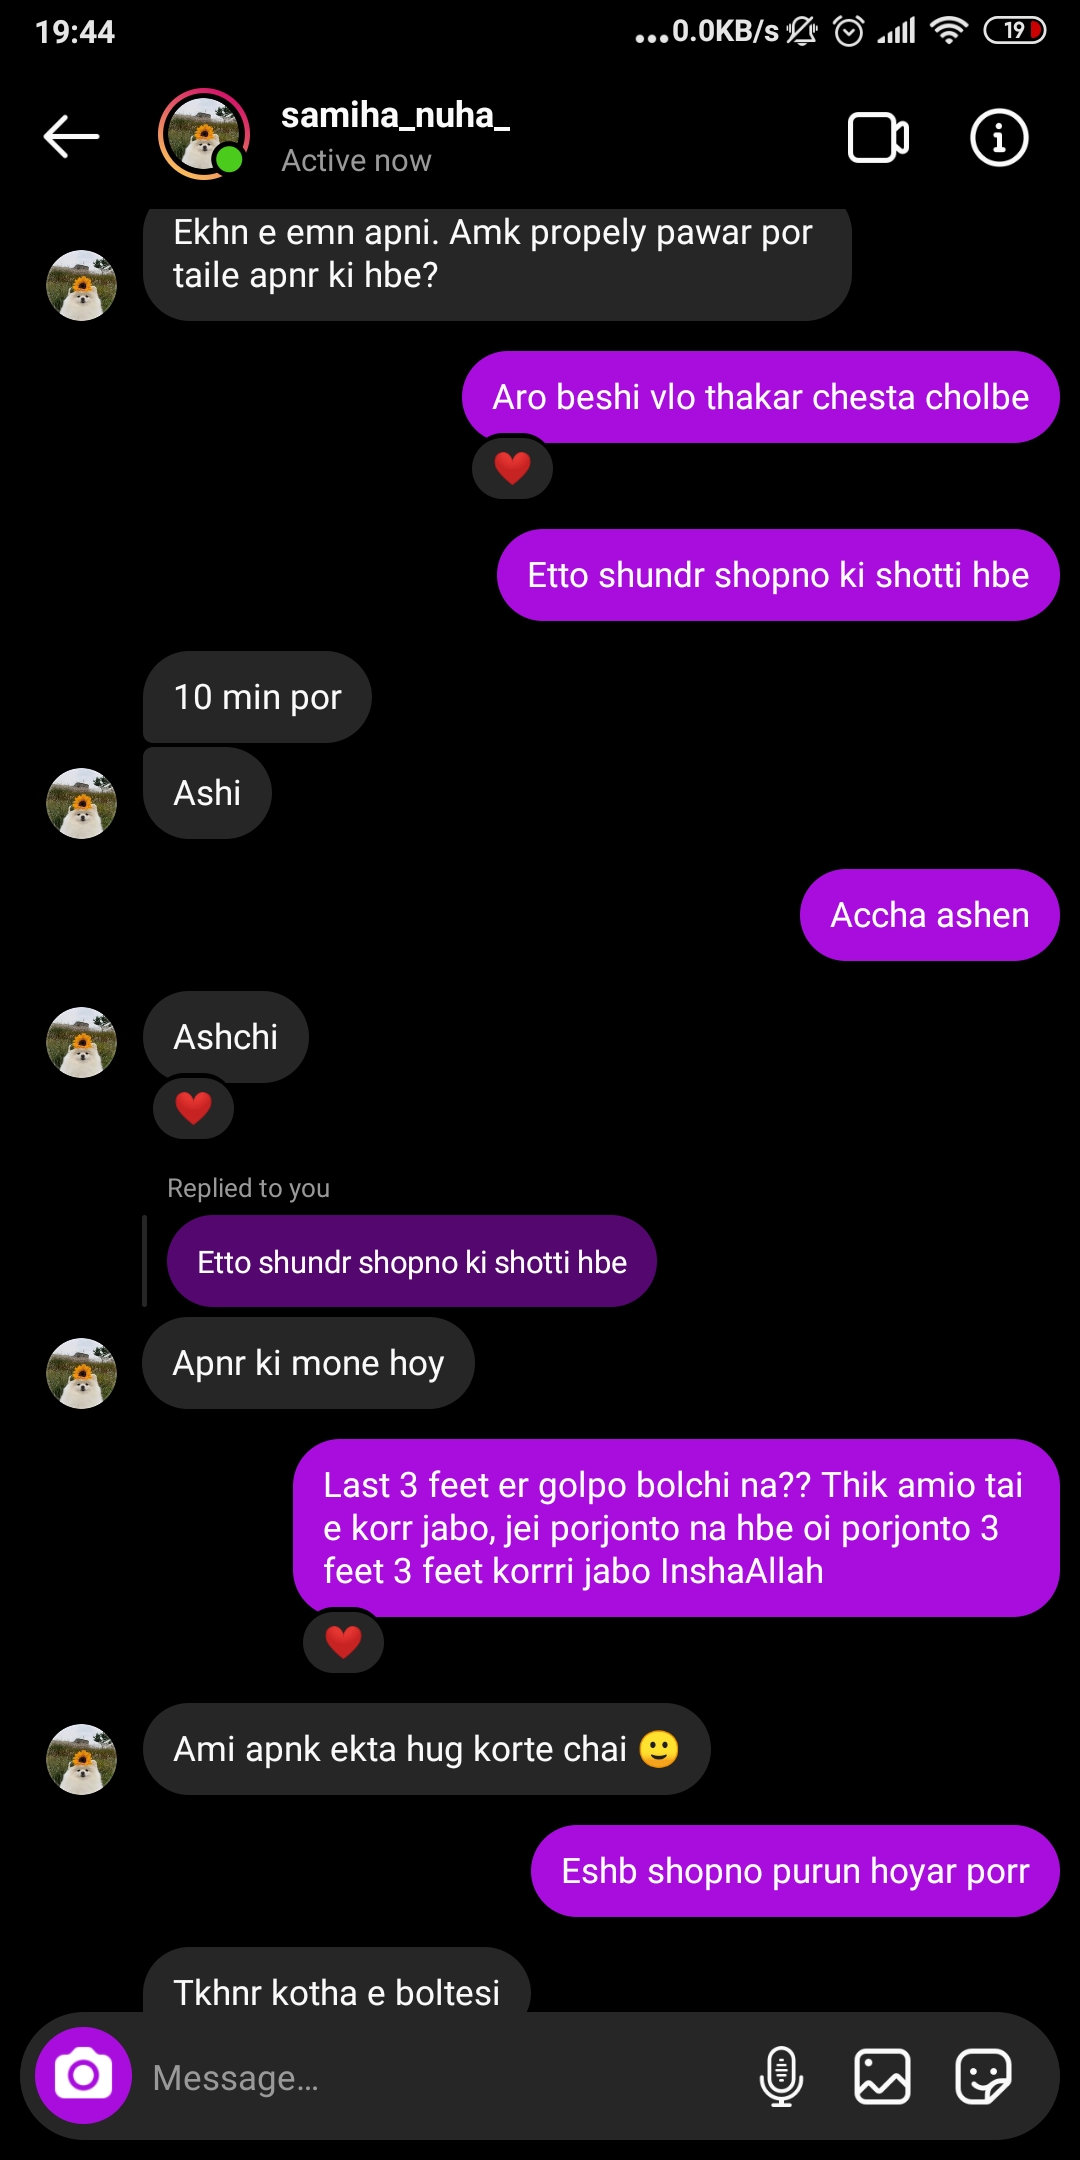 19:44
...0.0KB/s
19
samiha_nuha_
Active now
Ekhn e emn apni. Amk propely pawar por
taile apnr ki hbe?
Aro beshi vlo thakar chesta cholbe
Etto shundr shopno ki shotti hbe
10 min por
Ashi
Accha ashen
Ashchi
Replied to you
Etto shundr shopno ki shotti hbe
Apnr ki mone hoy
Last 3 feet er golpo bolchi na?? Thik amio tai
e korr jabo, jei porjonto na hbe oi porjonto 3
feet 3 feet korrri jabo InshaAllah
Ami apnk ekta hug korte chai 🙂
Eshb shopno purun hoyar porr
Tkhnr kotha e boltesi
Message...